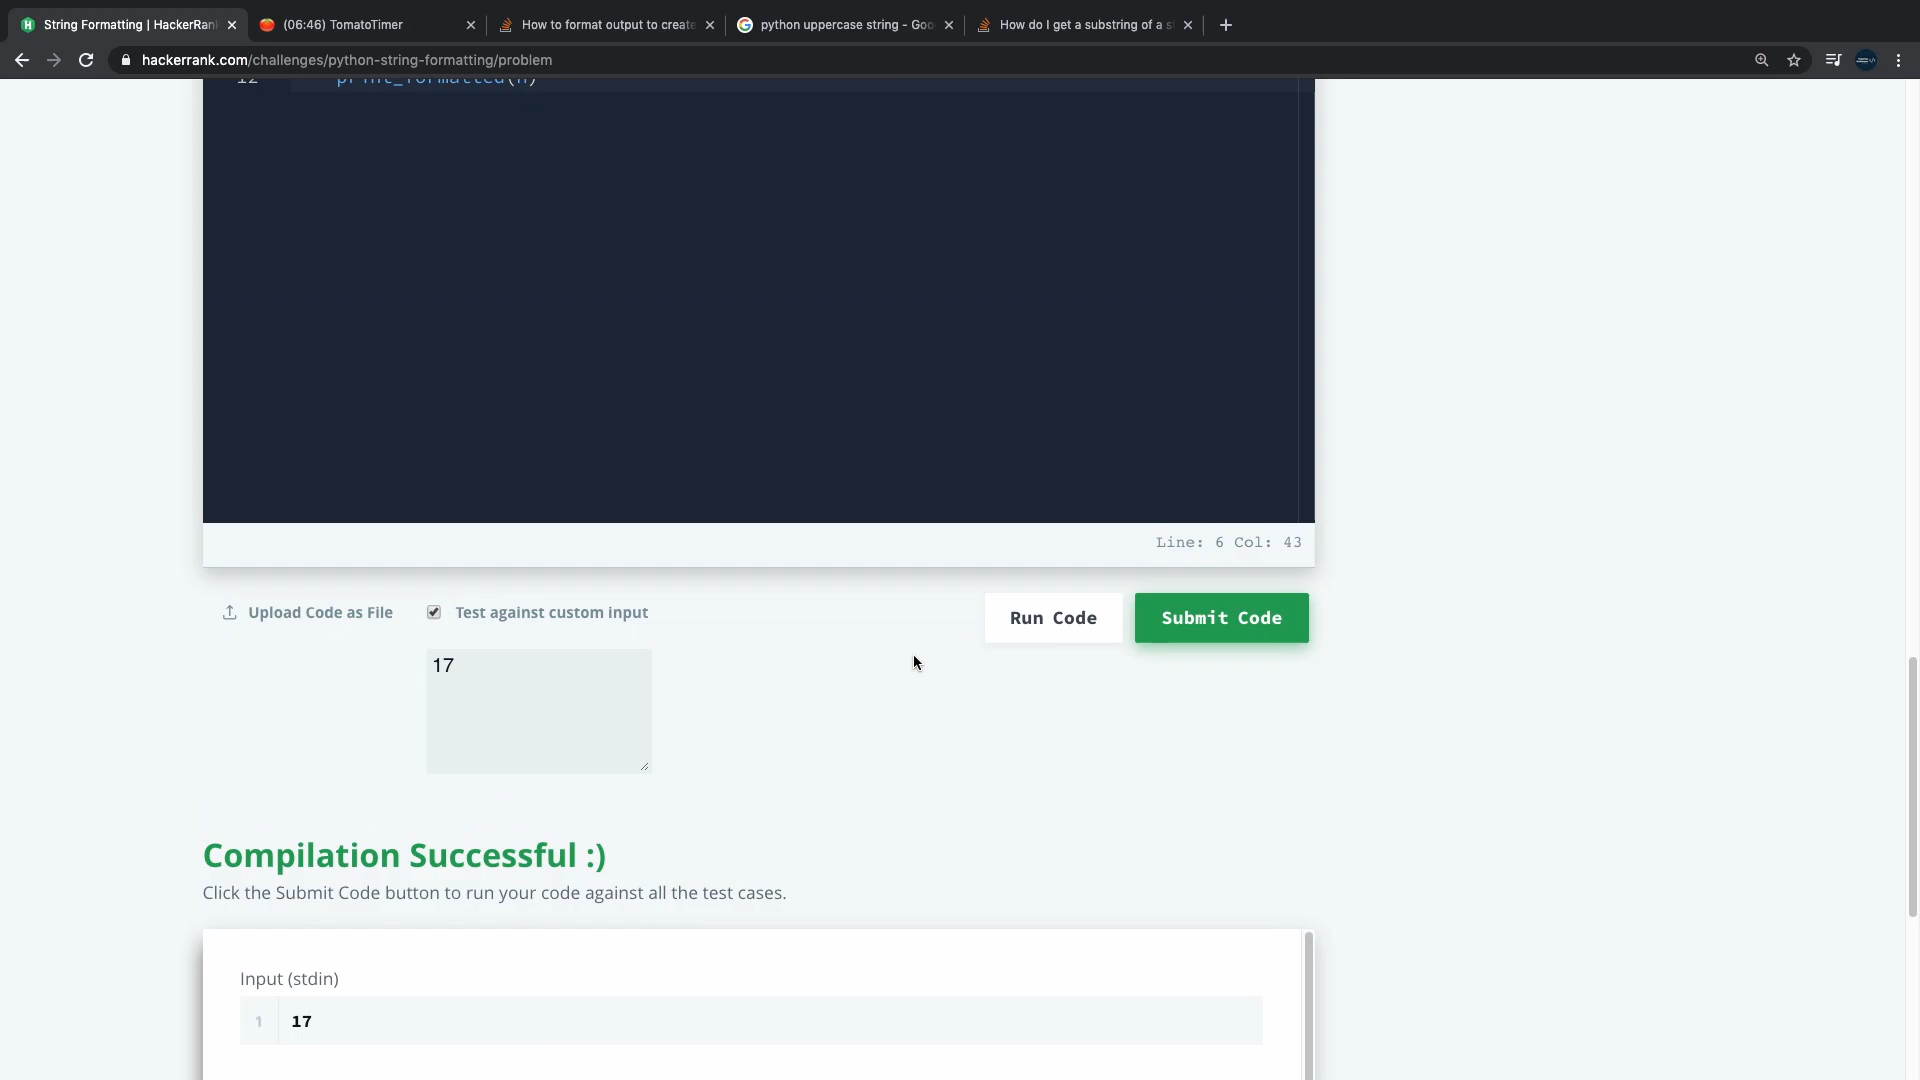 String Formatting | HackerRank
(06:46) TomatoTimer
How to format output to create
python uppercase string - Goo
How do I get a substring of a s
hackerrank.com/challenges/python-string-formatting/problem
12 print_formatted(n)
Line: 6 Col: 43
Upload Code as File
Test against custom input
Run Code
Submit Code
17
Compilation Successful :)
Click the Submit Code button to run your code against all the test cases.
Input (stdin)
1 17